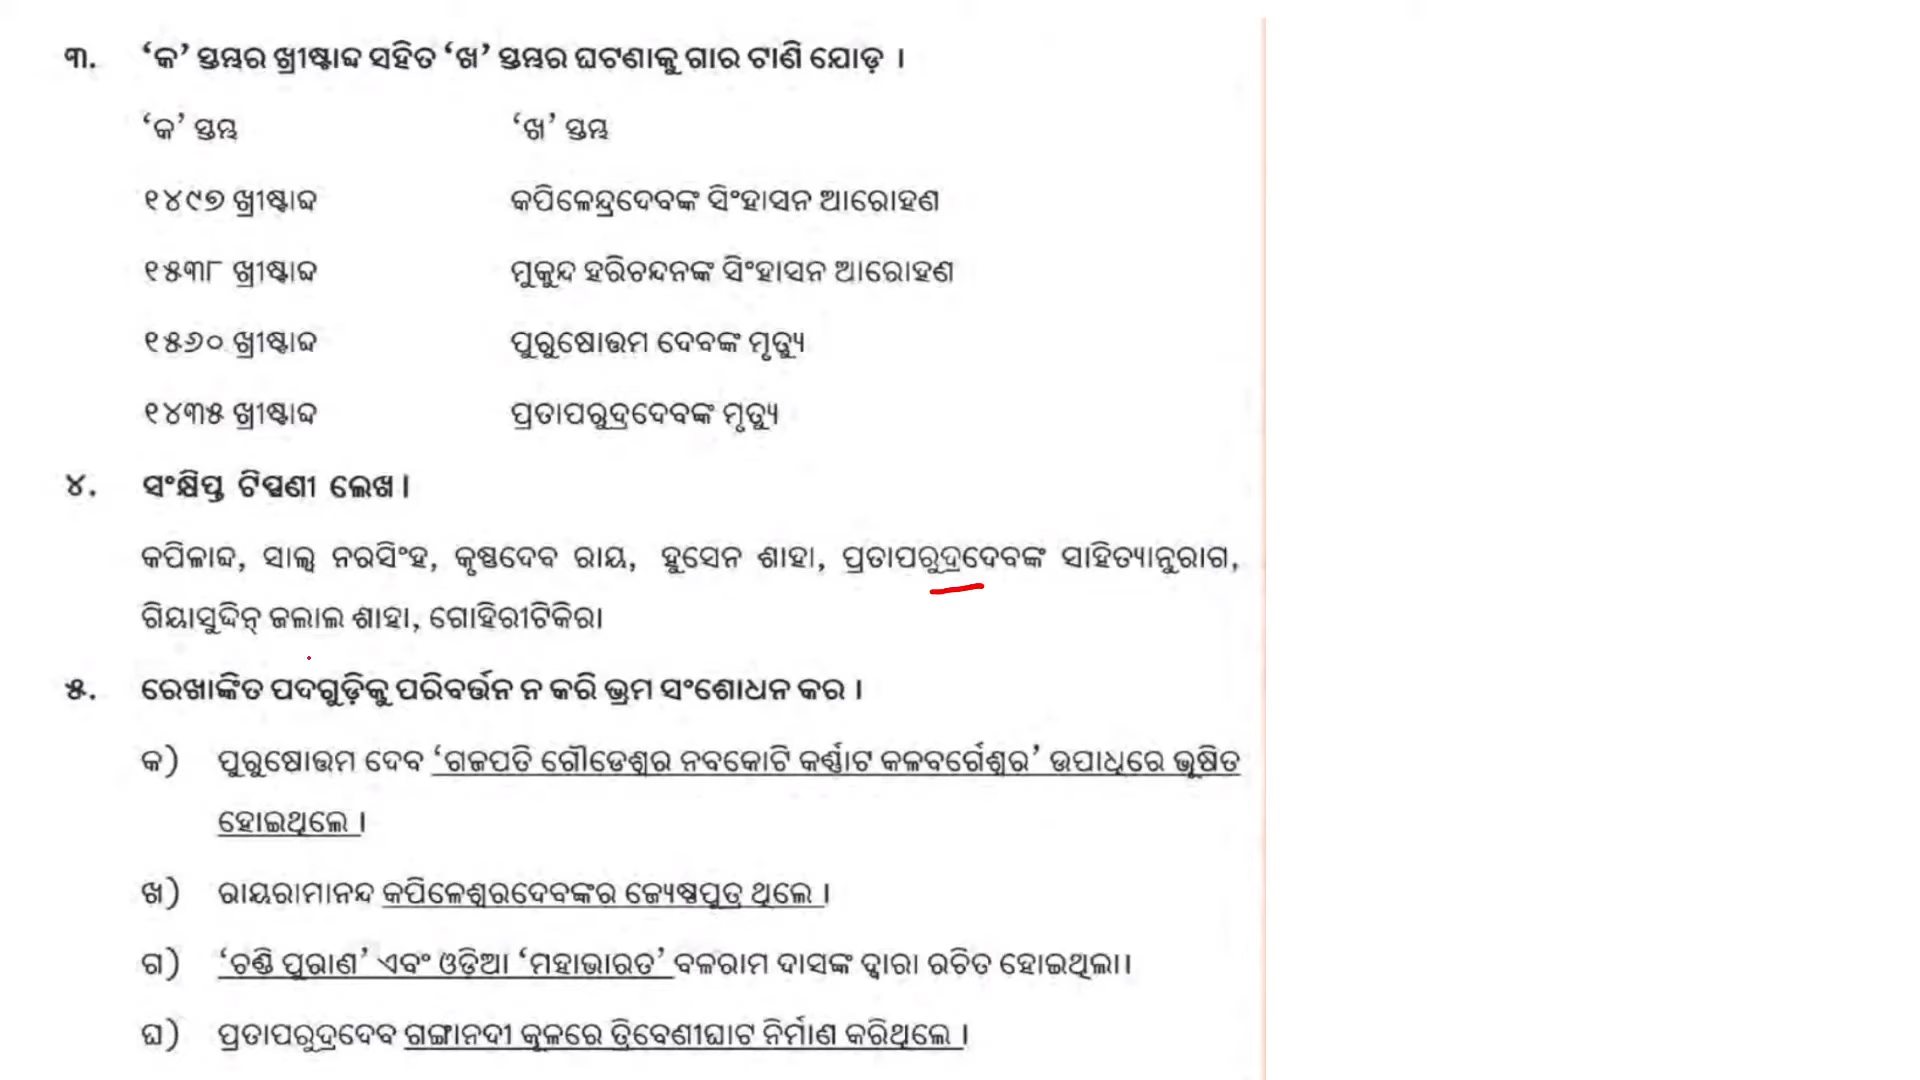 ୩. ‘କ’ ସ୍ତମ୍ଭର ଖ୍ରୀଷ୍ଟାବ୍ଦ ସହିତ ‘ଖ’ ସ୍ତମ୍ଭର ଘଟଣାକୁ ଗାର ଟାଣି ଯୋଡ଼ ।
‘କ’ ସ୍ତମ୍ଭ ‘ଖ’ ସ୍ତମ୍ଭ
୧୪୯୭ ଖ୍ରୀଷ୍ଟାବ୍ଦ କପିଳେନ୍ଦ୍ରଦେବଙ୍କ ସିଂହାସନ ଆରୋହଣ
୧୫୩୮ ଖ୍ରୀଷ୍ଟାବ୍ଦ ମୁକୁନ୍ଦ ହରିଚନ୍ଦନଙ୍କ ସିଂହାସନ ଆରୋହଣ
୧୫୬୦ ଖ୍ରୀଷ୍ଟାବ୍ଦ ପୁରୁଷୋତ୍ତମ ଦେବଙ୍କ ମୃତ୍ୟୁ
୧୪୩୫ ଖ୍ରୀଷ୍ଟାବ୍ଦ ପ୍ରତାପରୁଦ୍ରଦେବଙ୍କ ମୃତ୍ୟୁ
୪. ସଂକ୍ଷିପ୍ତ ଟିପ୍ପଣୀ ଲେଖ।
କପିଳାବ୍ଦ, ସାଲ୍ୱ ନରସିଂହ, କୃଷ୍ଣଦେବ ରାୟ, ହୁସେନ ଶାହା, ପ୍ରତାପରୁଦ୍ରଦେବଙ୍କ ସାହିତ୍ୟାନୁରାଗ,
ଗିୟାସୁଦ୍ଦିନ୍ ଜଲାଲ ଶାହା, ଗୋହିରୀଟିକିରା
୫. ରେଖାଙ୍କିତ ପଦଗୁଡ଼ିକୁ ପରିବର୍ତ୍ତନ ନ କରି ଭ୍ରମ ସଂଶୋଧନ କର ।
କ) ପୁରୁଷୋତ୍ତମ ଦେବ ‘ଗଜପତି ଗୌଡେଶ୍ୱର ନବକୋଟି କର୍ଣ୍ଣାଟ କଳବର୍ଗେଶ୍ୱର’ ଉପାଧିରେ ଭୂଷିତ
ହୋଇଥିଲେ ।
ଖ) ରାୟରାମାନନ୍ଦ କପିଳେଶ୍ୱରଦେବଙ୍କର ଜ୍ୟେଷ୍ଠପୁତ୍ର ଥିଲେ ।
ଗ) ‘ଚଣ୍ଡି ପୁରାଣ’ ଏବଂ ଓଡ଼ିଆ ‘ମହାଭାରତ’ ବଳରାମ ଦାସଙ୍କ ଦ୍ୱାରା ରଚିତ ହୋଇଥିଲା।
ଘ) ପ୍ରତାପରୁଦ୍ରଦେବ ଗଙ୍ଗାନଦୀ କୂଳରେ ତ୍ରିବେଣୀଘାଟ ନିର୍ମାଣ କରିଥିଲେ ।